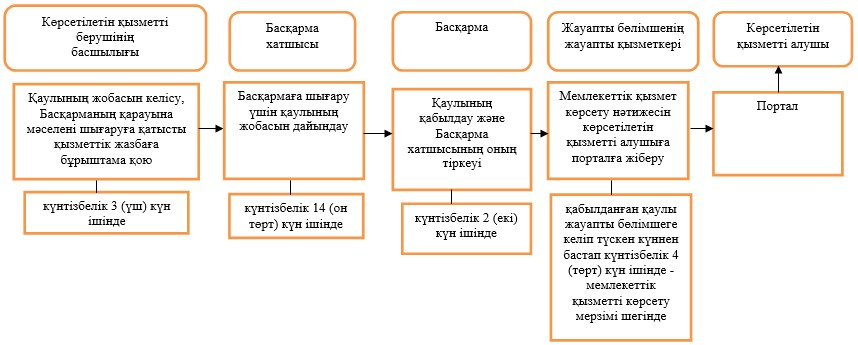 Көрсетілетін қызметті
берушінің
басшылығы
Басқарма
хатшысы
Басқарма
Жауапты бөлімшенің
жауапты қызметкері
Көрсетілетін
қызметті алушы
Қаулының жобасын келісу,
Басқарманың қарауына
мәселені шығаруға қатысты
қызметтік жазбаға
бұрыштама қою
Басқармаға шығару
үшін қаулының
жобасын дайындау
Қаулының
қабылдау және
Басқарма
хатшысының оның
тіркеуі
Мемлекеттік қызмет
көрсету нәтижесін
көрсетілетін
қызметті алушыға
порталға жіберу
Портал
күнтізбелік 3 (үш) күн
ішінде
күнтізбелік 14 (он
төрт) күн ішінде
күнтізбелік 2 (екі)
күн ішінде
қабылданған қаулы
жауапты бөлімшеге
келіп түскен күннен
бастап күнтізбелік 4
(төрт) күн ішінде -
мемлекеттік
қызметті көрсету
мерзімі шегінде